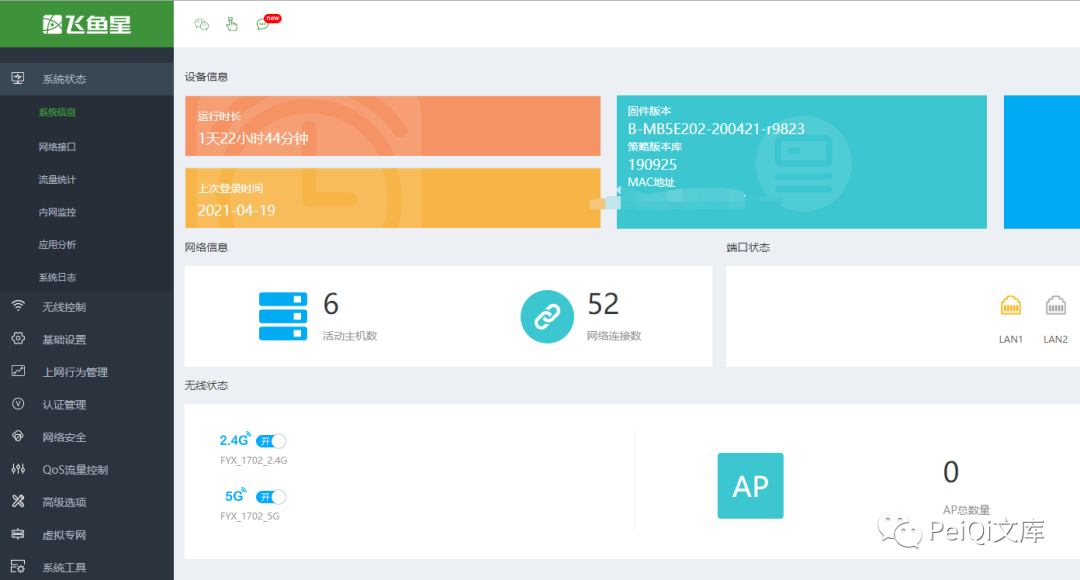 飞鱼星
new
系统状态
系统信息
网络接口
流量统计
内网监控
应用分析
系统日志
无线控制
基础设置
上网行为管理
认证管理
网络安全
QoS流量控制
高级选项
虚拟专网
系统工具
设备信息
运行时长
1天22小时44分钟
上次登录时间
2021-04-19
固件版本
B-MB5E202-200421-r9823
策略版本库
190925
MAC地址
网络信息
6
活动主机数
52
网络连接数
端口状态
LAN1
LAN2
无线状态
2.4G 开
FYX_1702_2.4G
5G 开
FYX_1702_5G
AP
0
AP总数量
PeiQi文库